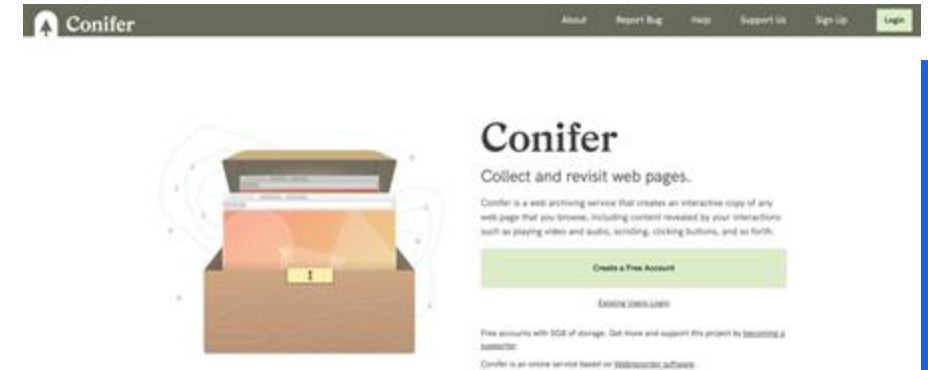 Conifer
About Report Bug Help Support Us Sign Up Login
Conifer
Collect and revisit web pages.
Conifer is a web archiving service that creates an interactive copy of any
web page that you browse, including content revealed by your interactions
such as playing video and audio, scrolling, clicking buttons, and so forth.
Create a Free Account
Existing Users Login
Free accounts with 5GB of storage. Get more and support this project by becoming a
supporter.
Conifer is an online service based on Webrecorder software.